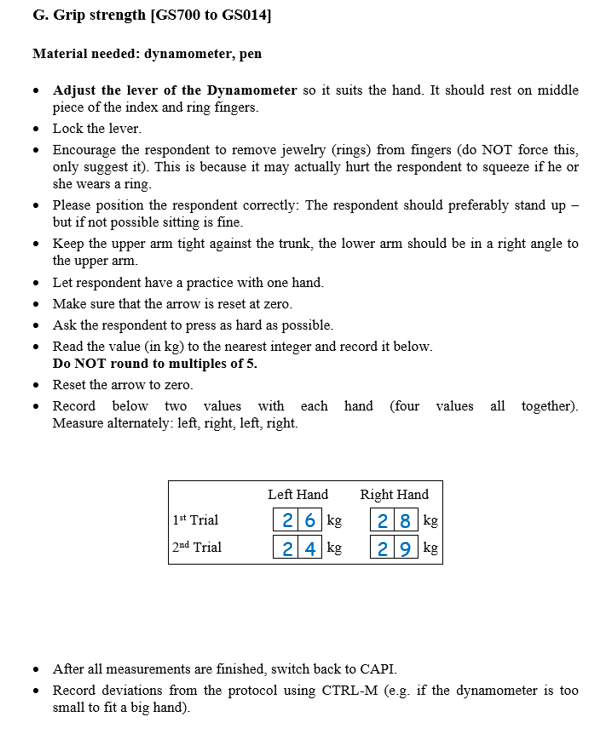 G. Grip strength [GS700 to GS014]
Material needed: dynamometer, pen
• Adjust the lever of the Dynamometer so it suits the hand. It should rest on middle
piece of the index and ring fingers.
• Lock the lever.
• Encourage the respondent to remove jewelry (rings) from fingers (do NOT force this,
only suggest it). This is because it may actually hurt the respondent to squeeze if he or
she wears a ring.
• Please position the respondent correctly: The respondent should preferably stand up –
but if not possible sitting is fine.
• Keep the upper arm tight against the trunk, the lower arm should be in a right angle to
the upper arm.
• Let respondent have a practice with one hand.
• Make sure that the arrow is reset at zero.
• Ask the respondent to press as hard as possible.
• Read the value (in kg) to the nearest integer and record it below.
Do NOT round to multiples of 5.
• Reset the arrow to zero.
• Record below two values with each hand (four values all together).
Measure alternately: left, right, left, right.
Left Hand Right Hand
1st Trial 26 kg 28 kg
2nd Trial 24 kg 29 kg
• After all measurements are finished, switch back to CAPI.
• Record deviations from the protocol using CTRL-M (e.g. if the dynamometer is too
small to fit a big hand).